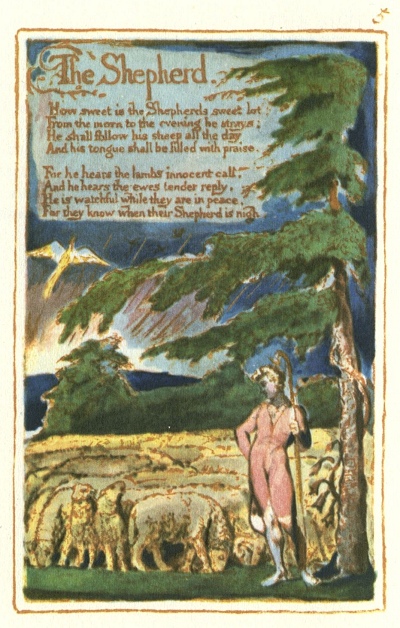 The Shepherd.
How sweet is the Shepherds sweet lot,
From the morn to the evening he strays;
He shall follow his sheep all the day
And his tongue shall be filled with praise.
For he hears the lambs innocent call,
And he hears the ewes tender reply,
He is watchful while they are in peace,
For they know when their Shepherd is nigh